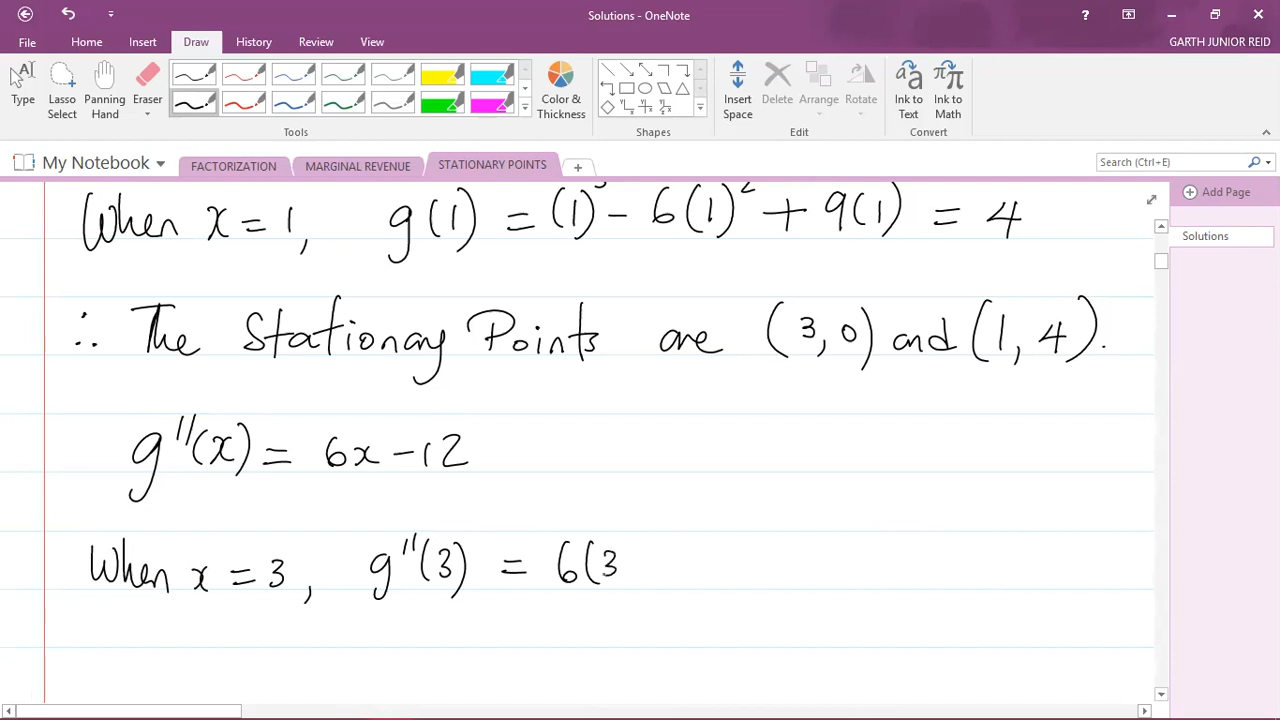 Solutions - OneNote
File Home Insert Draw History Review View
GARTH JUNIOR REID
Type
Lasso Select
Panning Hand
Eraser
Color & Thickness
Insert Space
Delete
Arrange
Rotate
Ink to Text
Ink to Math
Tools
Shapes
Edit
Convert
My Notebook FACTORIZATION MARGINAL REVENUE STATIONARY POINTS
Search (Ctrl+E)
Add Page
Solutions
When x = 1, g(1) = (1)³ - 6(1)² + 9(1) = 4
∴ The Stationary Points are (3, 0) and (1, 4).
g''(x) = 6x - 12
When x = 3, g''(3) = 6(3